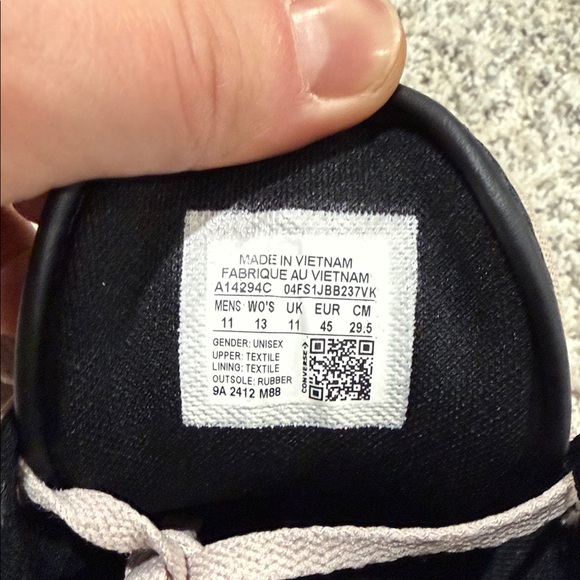 MADE IN VIETNAM
FABRIQUE AU VIETNAM
A14294C 04FS1JBB237VK
MENS WO'S UK EUR CM
11 13 11 45 29.5
GENDER: UNISEX
UPPER: TEXTILE
LINING: TEXTILE
OUTSOLE: RUBBER
9A 2412 M88
CONVERSE